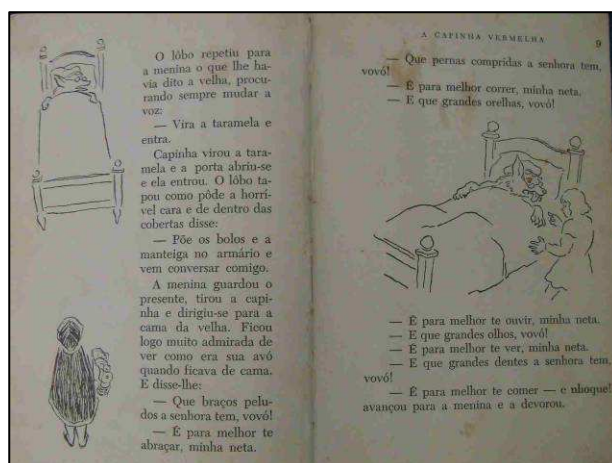 O lôbo repetiu para
a menina o que lhe ha-
via dito a velha, procu-
rando sempre mudar a
voz:
— Vira a taramela e
entra.
Capinha virou a tara-
mela e a porta abriu-se
e ela entrou. O lôbo ta-
pou como pôde a horrí-
vel cara e de dentro das
cobertas disse:
— Põe os bolos e a
manteiga no armário e
vem conversar comigo.
A menina guardou o
presente, tirou a capi-
nha e dirigiu-se para a
cama da velha. Ficou
logo muito admirada de
ver como era sua avó
quando ficava de cama.
E disse-lhe:
— Que braços pelu-
dos a senhora tem, vovó!
— É para melhor te
abraçar, minha neta.
A CAPINHA VERMELHA 9
— Que pernas compridas a senhora tem,
vovó!
— É para melhor correr, minha neta.
— E que grandes orelhas, vovó!
— É para melhor te ouvir, minha neta.
— E que grandes olhos, vovó!
— É para melhor te ver, minha neta.
— E que grandes dentes a senhora tem,
vovó!
— É para melhor te comer — e nhoque!
avançou para a menina e a devorou.